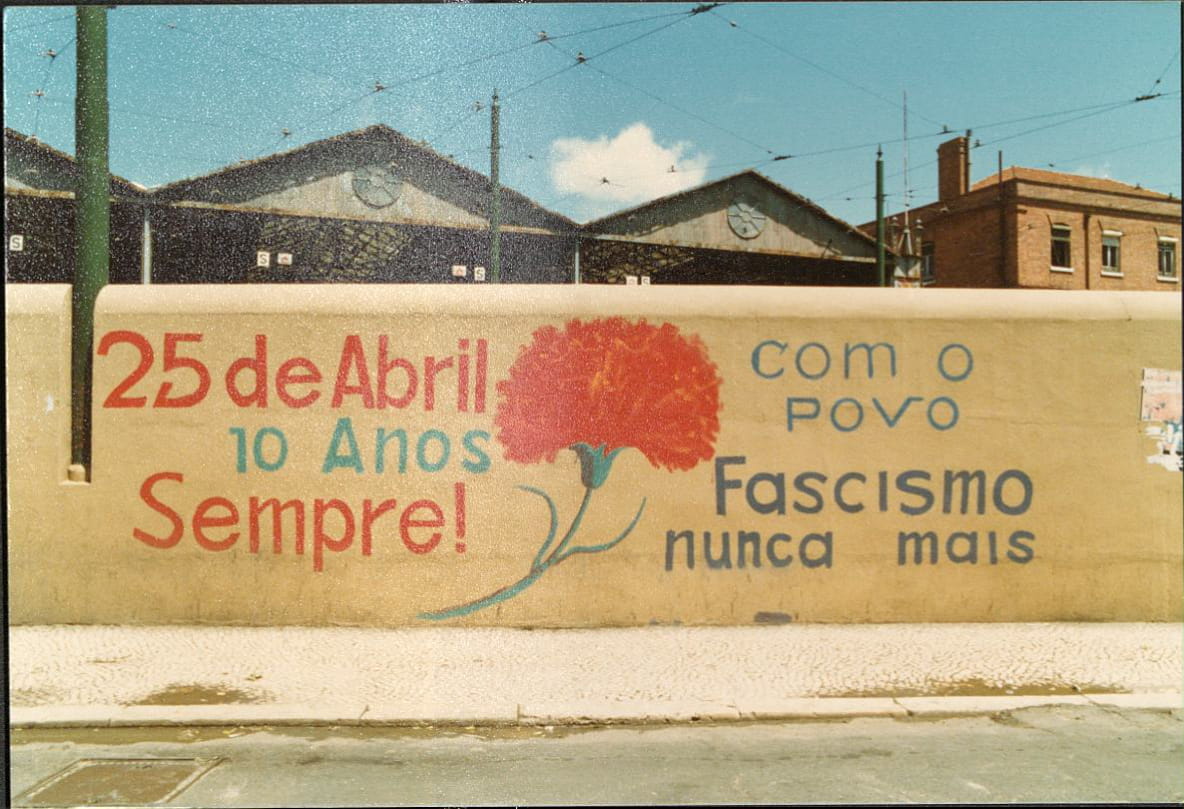 25 de Abril
10 Anos
Sempre!
com o
povo
Fascismo
nunca mais
S
S
S
S